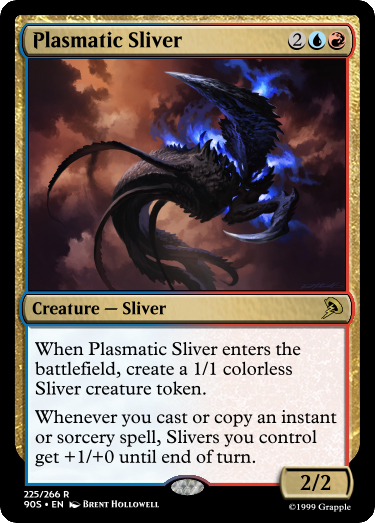 Plasmatic Sliver 2
Creature — Sliver
When Plasmatic Sliver enters the
battlefield, create a 1/1 colorless
Sliver creature token.
Whenever you cast or copy an instant
or sorcery spell, Slivers you control
get +1/+0 until end of turn.
2/2
225/266 R
90S • EN Brent Hollowell
©1999 Grapple